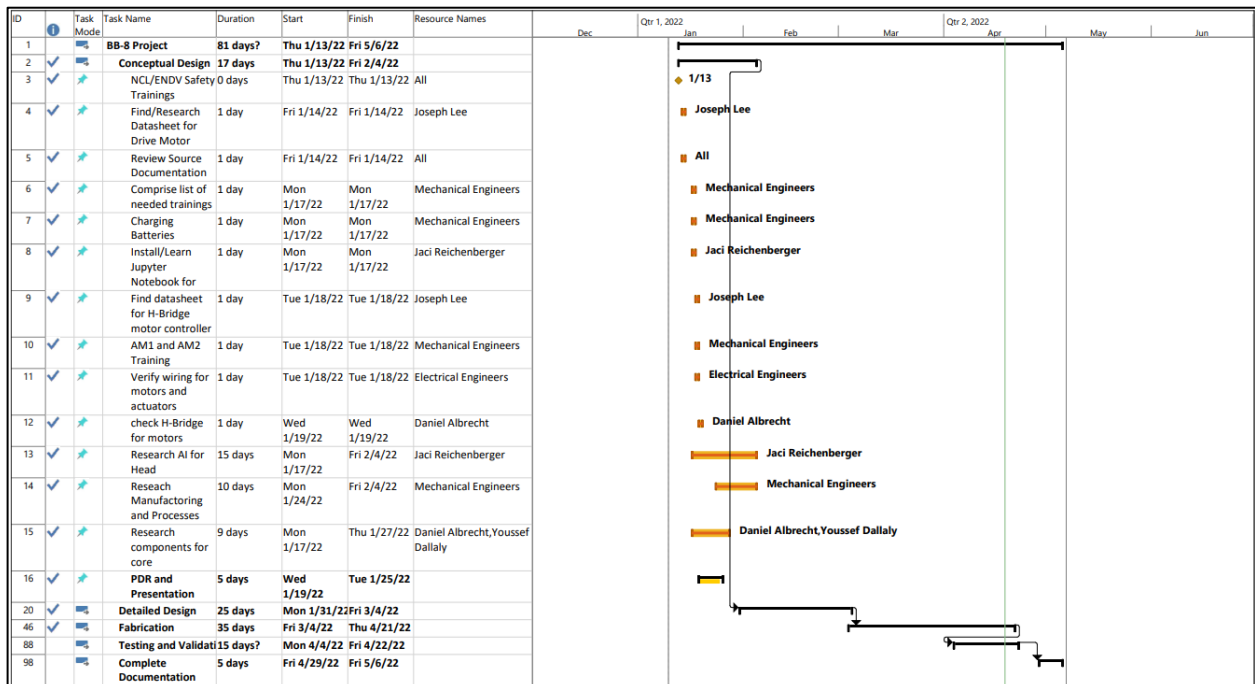 ID Task Mode Task Name Duration Start Finish Resource Names
Qtr 1, 2022 Qtr 2, 2022
Dec Jan Feb Mar Apr May Jun
1 BB-8 Project 81 days? Thu 1/13/22 Fri 5/6/22
2 Conceptual Design 17 days Thu 1/13/22 Fri 2/4/22
3 NCL/ENDV Safety 0 days Thu 1/13/22 Thu 1/13/22 All 1/13
Trainings
4 Find/Research 1 day Fri 1/14/22 Fri 1/14/22 Joseph Lee Joseph Lee
Datasheet for
Drive Motor
5 Review Source 1 day Fri 1/14/22 Fri 1/14/22 All All
Documentation
6 Comprise list of 1 day Mon Mon Mechanical Engineers Mechanical Engineers
needed trainings 1/17/22 1/17/22
7 Charging 1 day Mon Mon Mechanical Engineers Mechanical Engineers
Batteries 1/17/22 1/17/22
8 Install/Learn 1 day Mon Mon Jaci Reichenberger Jaci Reichenberger
Jupyter 1/17/22 1/17/22
Notebook for
9 Find datasheet 1 day Tue 1/18/22 Tue 1/18/22 Joseph Lee Joseph Lee
for H-Bridge
motor controller
10 AM1 and AM2 1 day Tue 1/18/22 Tue 1/18/22 Mechanical Engineers Mechanical Engineers
Training
11 Verify wiring for 1 day Tue 1/18/22 Tue 1/18/22 Electrical Engineers Electrical Engineers
motors and
actuators
12 check H-Bridge 1 day Wed Wed Daniel Albrecht Daniel Albrecht
for motors 1/19/22 1/19/22
13 Research AI for 15 days Mon Fri 2/4/22 Jaci Reichenberger Jaci Reichenberger
Head 1/17/22
14 Reseach 10 days Mon Fri 2/4/22 Mechanical Engineers Mechanical Engineers
Manufactoring 1/24/22
and Processes
15 Research 9 days Mon Thu 1/27/22 Daniel Albrecht,Youssef Daniel Albrecht,Youssef Dallaly
components for 1/17/22 Dallaly
core
16 PDR and 5 days Wed Tue 1/25/22
Presentation 1/19/22
20 Detailed Design 25 days Mon 1/31/22 Fri 3/4/22
46 Fabrication 35 days Fri 3/4/22 Thu 4/21/22
88 Testing and Validati 15 days? Mon 4/4/22 Fri 4/22/22
98 Complete 5 days Fri 4/29/22 Fri 5/6/22
Documentation